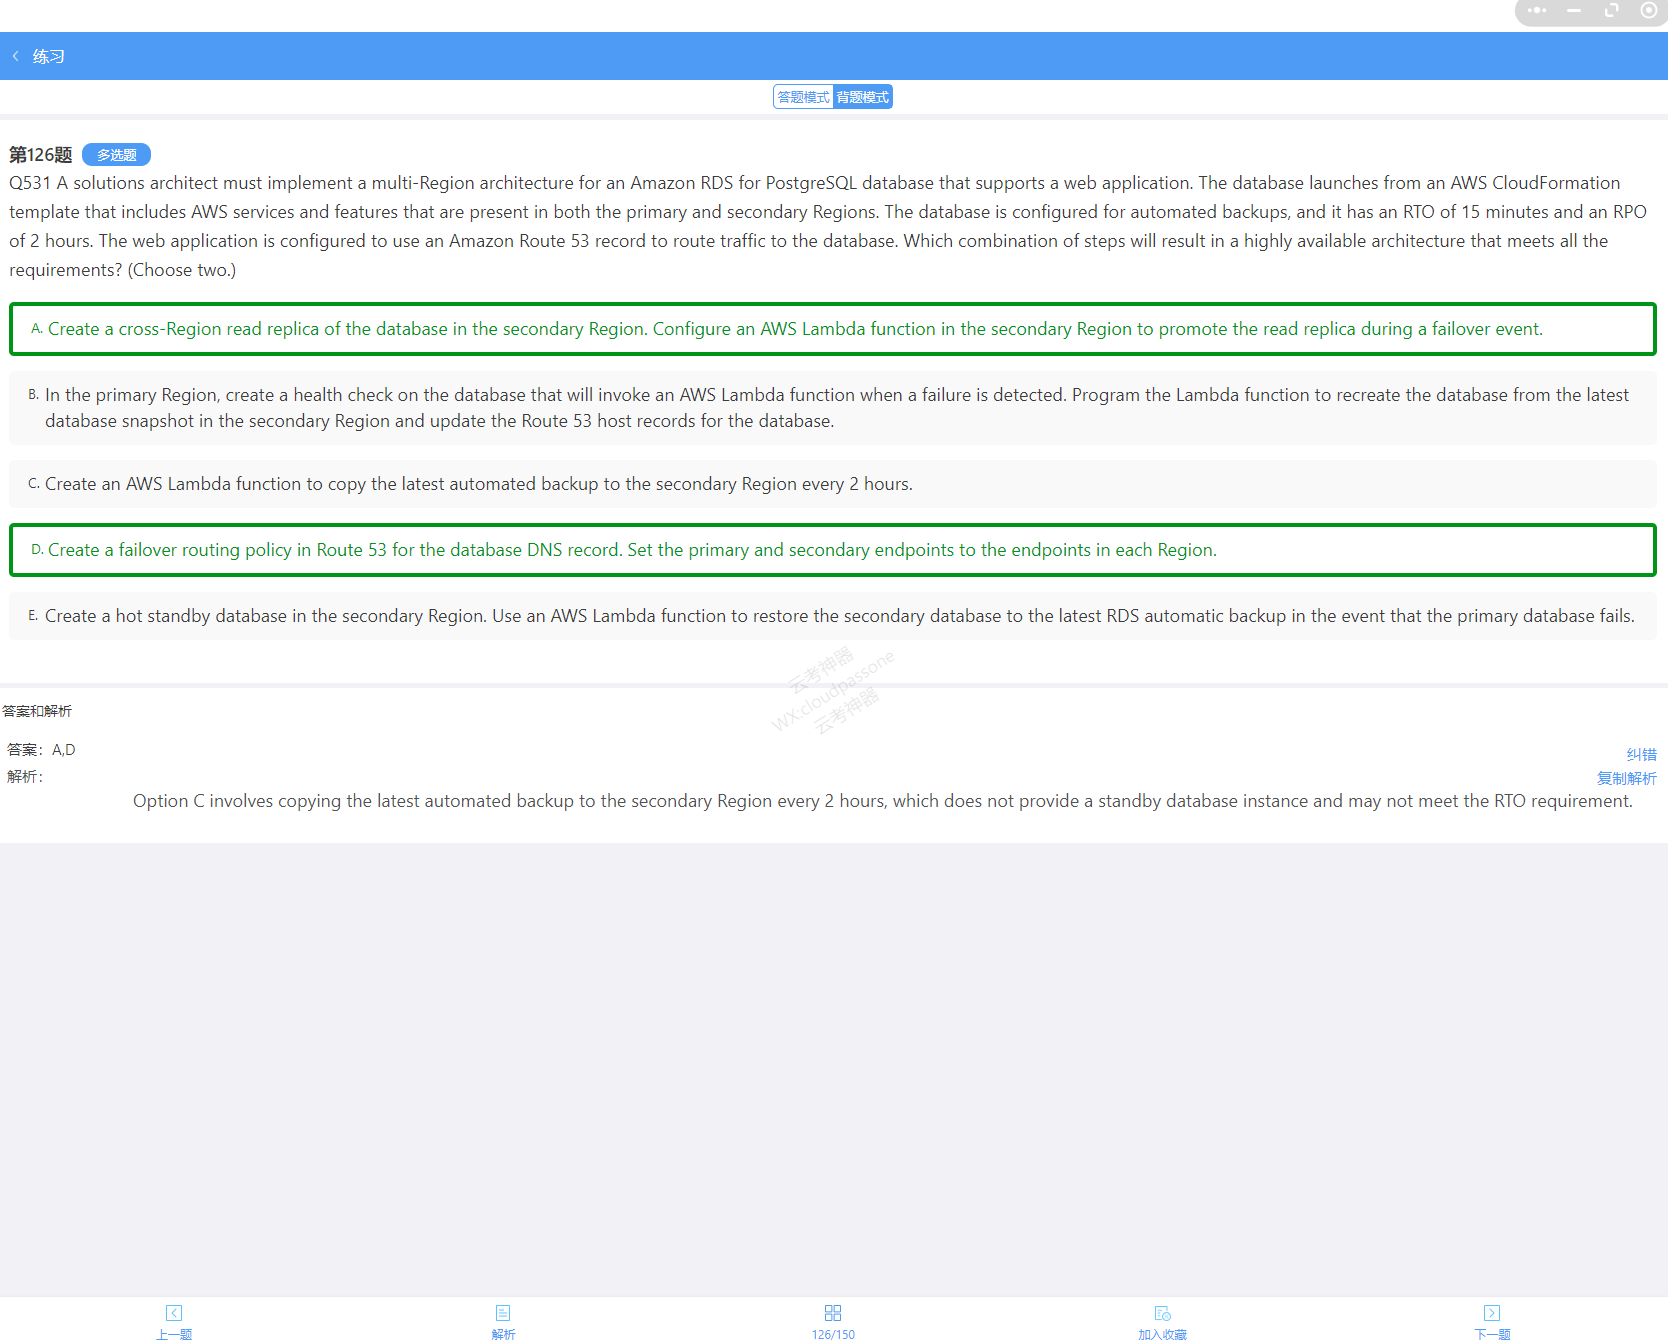 练习
答题模式 背题模式
第126题 多选题
Q531 A solutions architect must implement a multi-Region architecture for an Amazon RDS for PostgreSQL database that supports a web application. The database launches from an AWS CloudFormation
template that includes AWS services and features that are present in both the primary and secondary Regions. The database is configured for automated backups, and it has an RTO of 15 minutes and an RPO
of 2 hours. The web application is configured to use an Amazon Route 53 record to route traffic to the database. Which combination of steps will result in a highly available architecture that meets all the
requirements? (Choose two.)
A. Create a cross-Region read replica of the database in the secondary Region. Configure an AWS Lambda function in the secondary Region to promote the read replica during a failover event.
B. In the primary Region, create a health check on the database that will invoke an AWS Lambda function when a failure is detected. Program the Lambda function to recreate the database from the latest
database snapshot in the secondary Region and update the Route 53 host records for the database.
C. Create an AWS Lambda function to copy the latest automated backup to the secondary Region every 2 hours.
D. Create a failover routing policy in Route 53 for the database DNS record. Set the primary and secondary endpoints to the endpoints in each Region.
E. Create a hot standby database in the secondary Region. Use an AWS Lambda function to restore the secondary database to the latest RDS automatic backup in the event that the primary database fails.
云考神器
WX:cloudpassone
云考神器
答案和解析
答案：A,D
纠错
解析：
复制解析
Option C involves copying the latest automated backup to the secondary Region every 2 hours, which does not provide a standby database instance and may not meet the RTO requirement.
上一题
解析
126/150
加入收藏
下一题